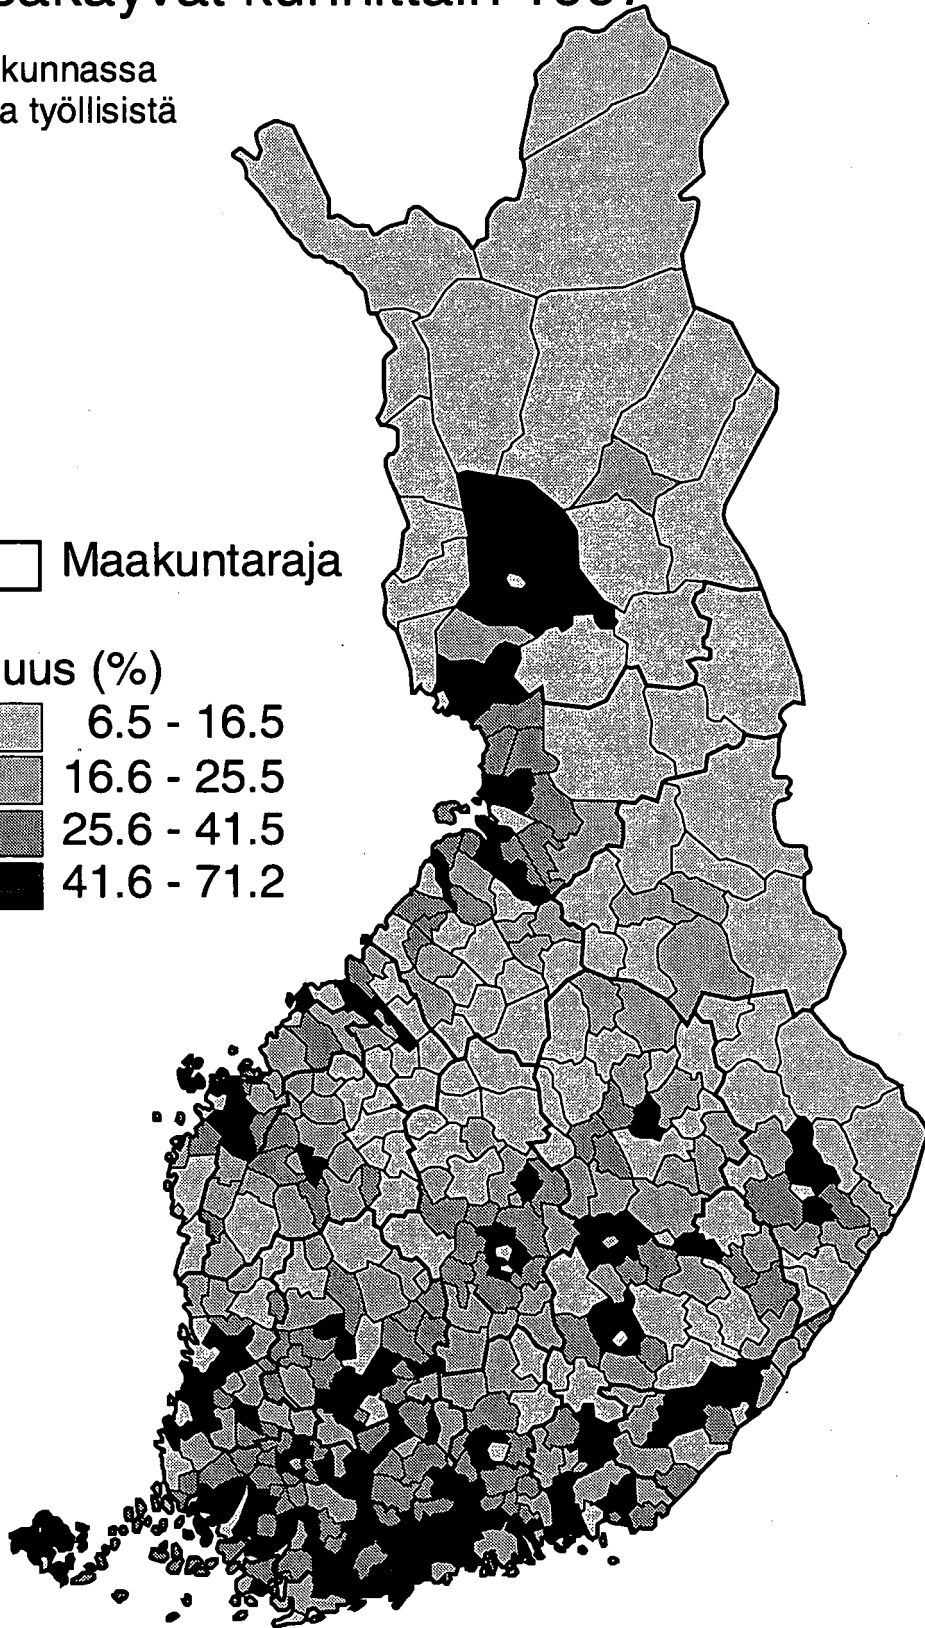 kunnassa
a työllisistä
Maakuntaraja
uus (%)
6.5 - 16.5
16.6 - 25.5
25.6 - 41.5
41.6 - 71.2